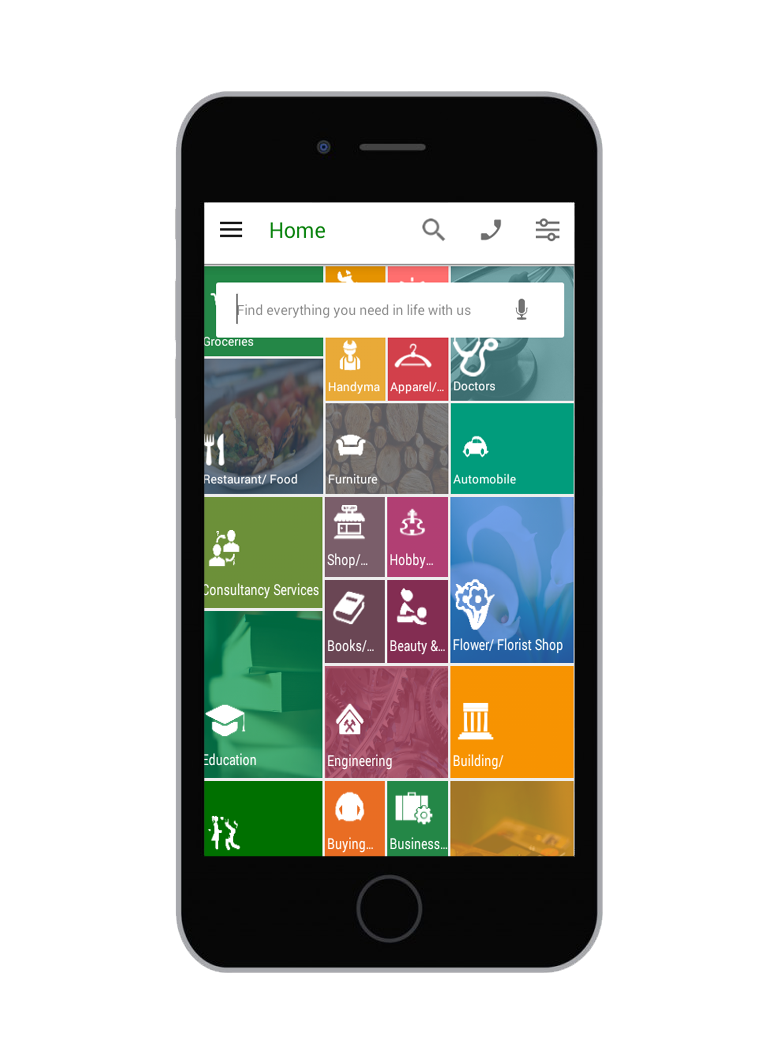 Home
Find everything you need in life with us
Groceries
Handyma
Apparel/...
Doctors
Restaurant/ Food
Furniture
Automobile
Consultancy Services
Shop/...
Hobby...
Books/...
Beauty &...
Flower/ Florist Shop
Education
Engineering
Building/
Buying...
Business...